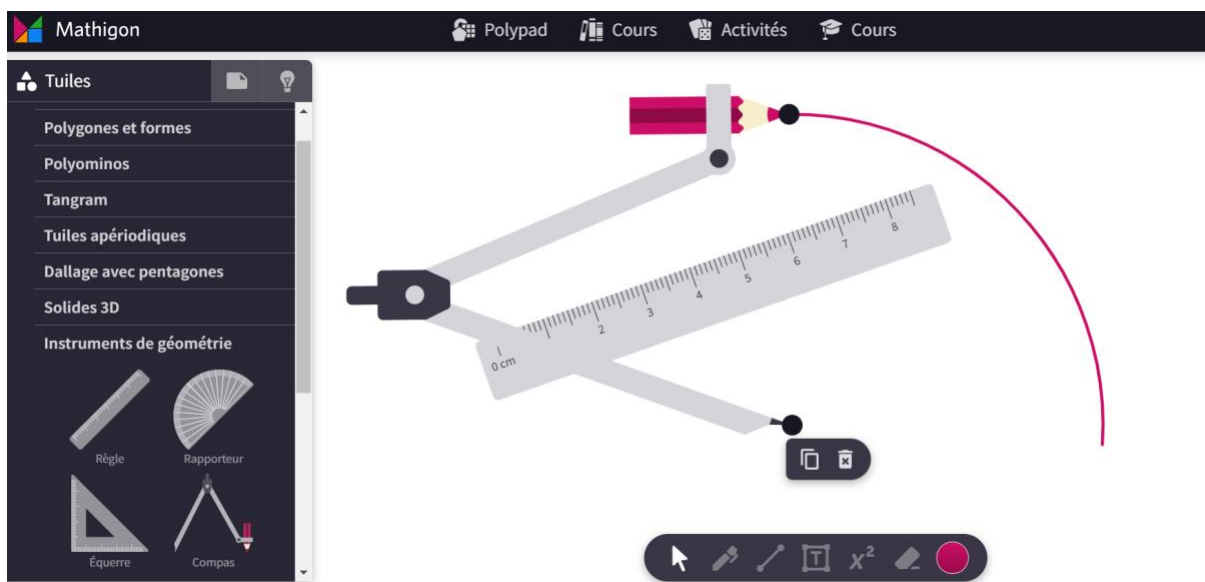 Mathigon
Polypad
Cours
Activités
Cours
Tuiles
Polygones et formes
Polyominos
Tangram
Tuiles apériodiques
Dallage avec pentagones
Solides 3D
Instruments de géométrie
Règle
Rapporteur
Équerre
Compas
0 cm
2
3
4
5
6
7
8
T
x²